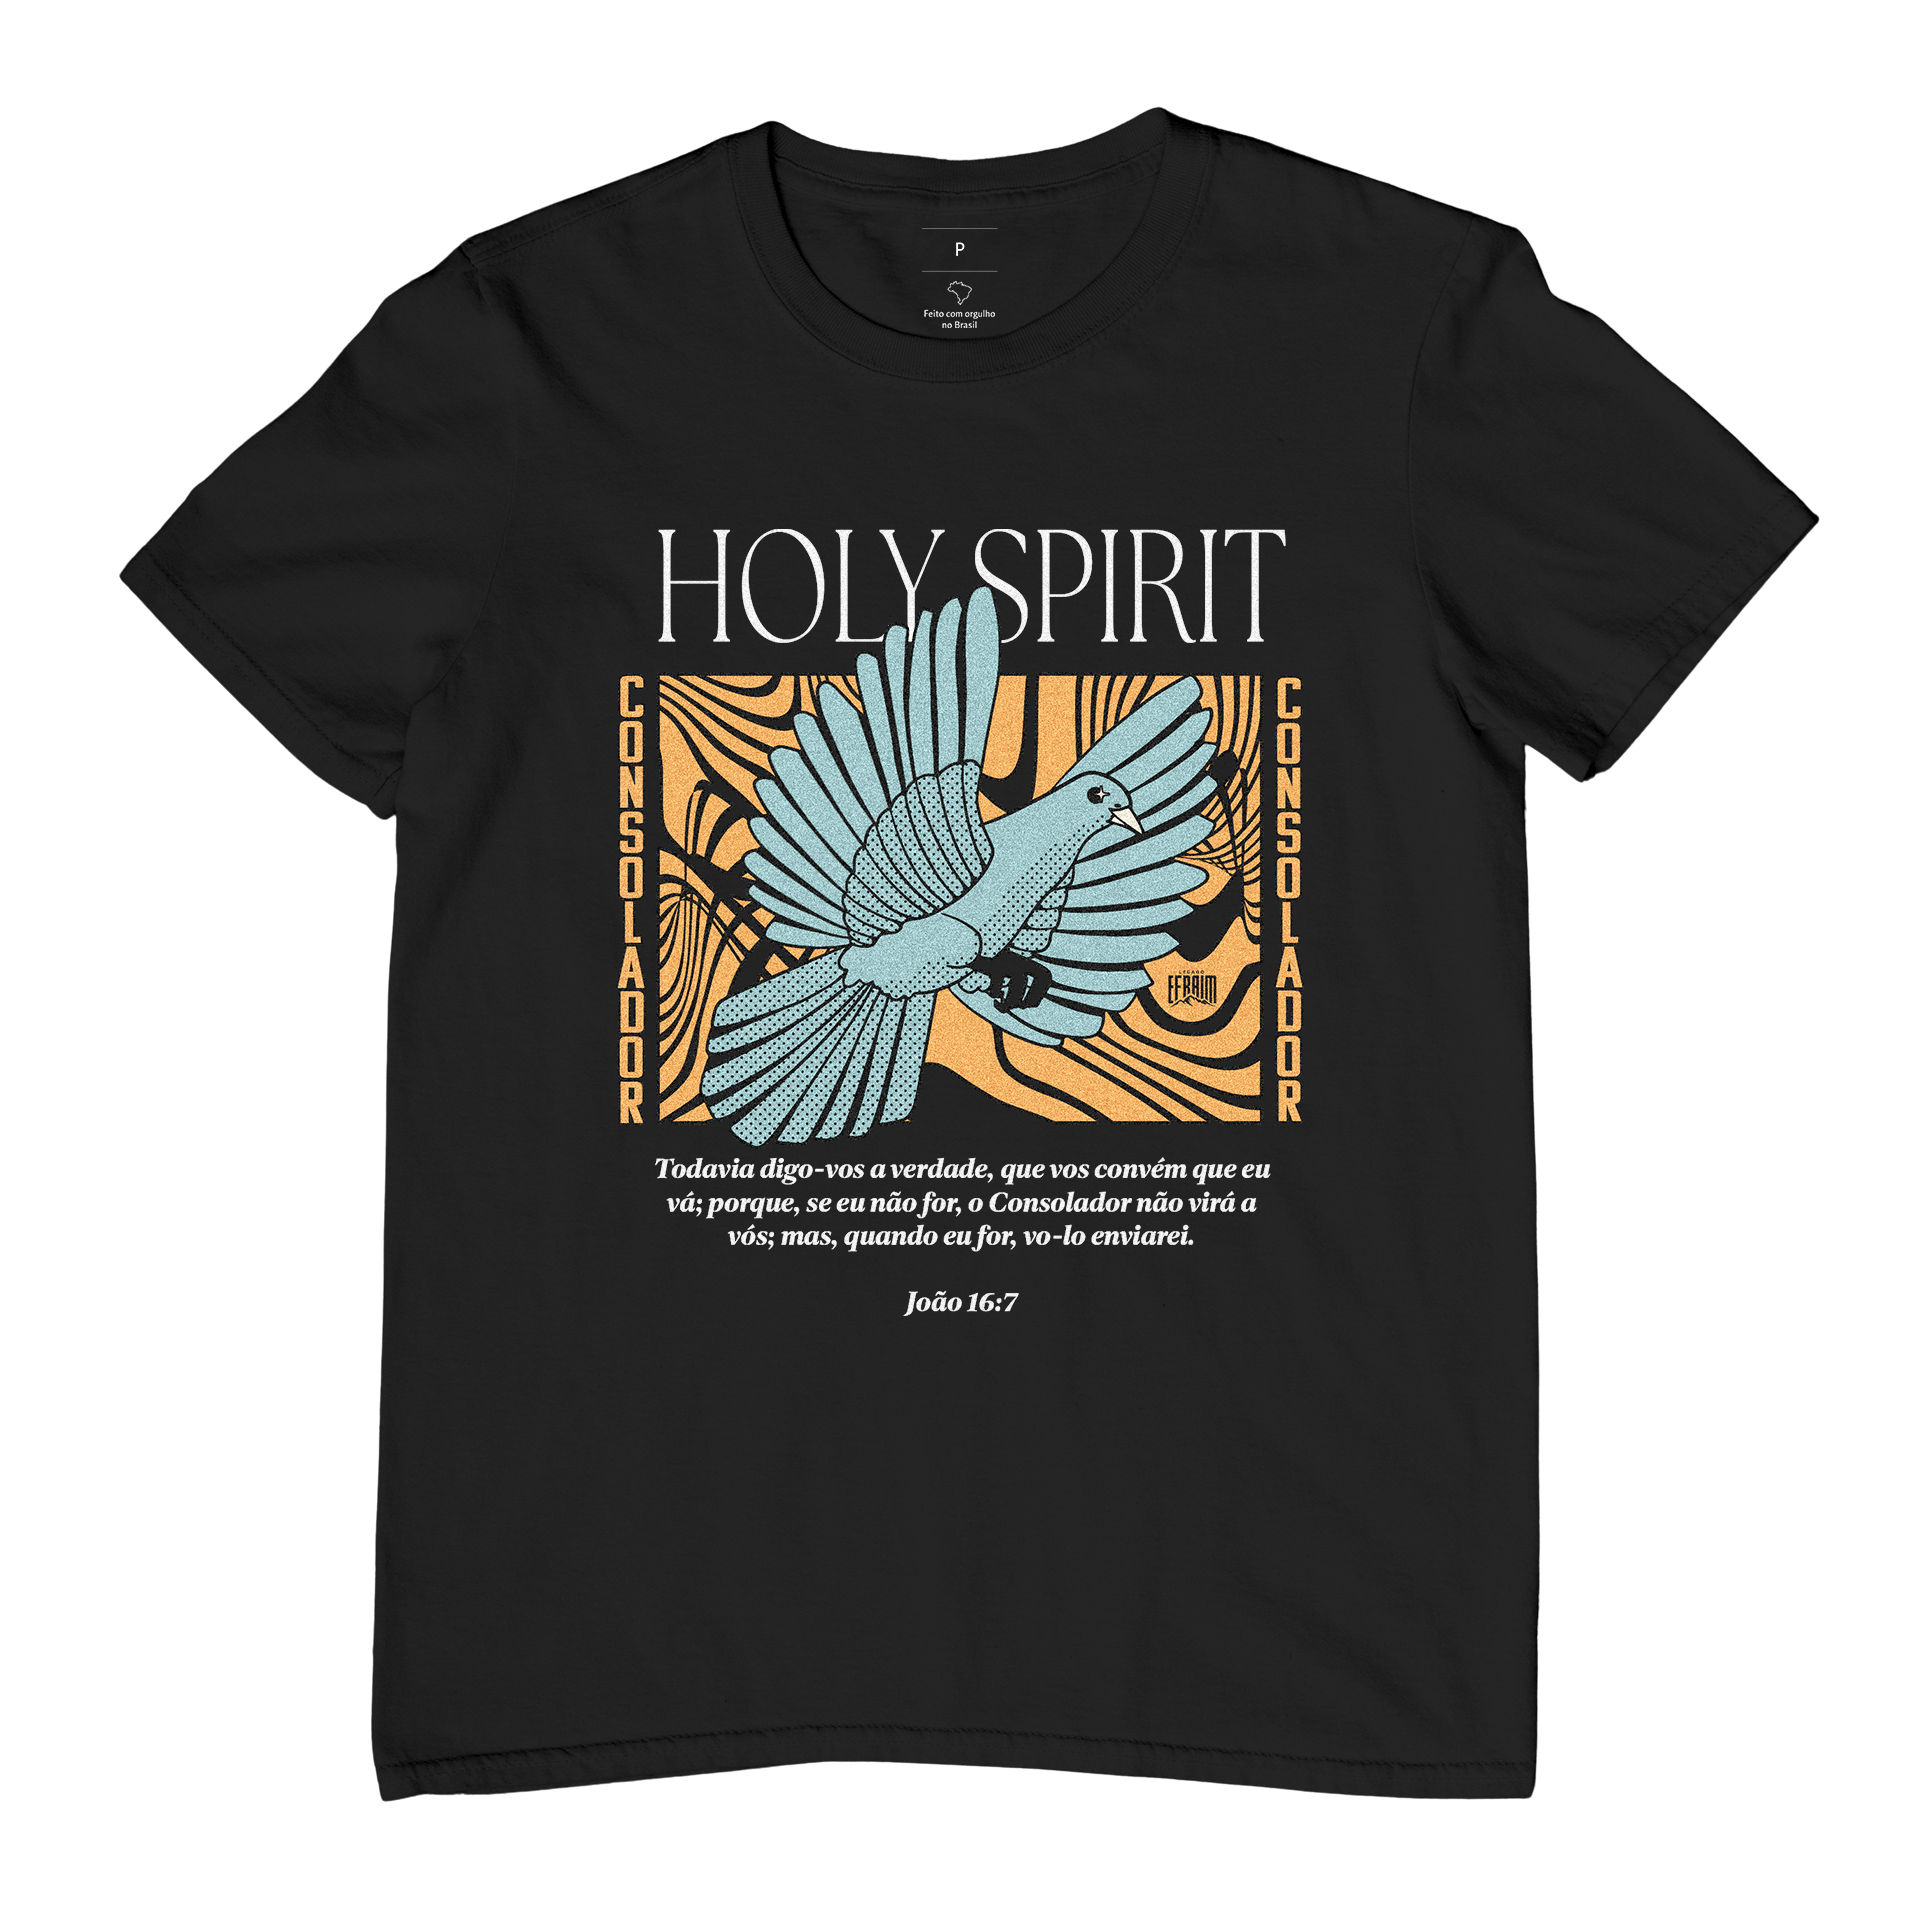 P
Feito com orgulho
no Brasil
HOLY SPIRIT
CONSOLADOR
CONSOLADOR
LEGADO
EFRAIM
Todavia digo-vos a verdade, que vos convém que eu
vá; porque, se eu não for, o Consolador não virá a
vós; mas, quando eu for, vo-lo enviarei.
João 16:7